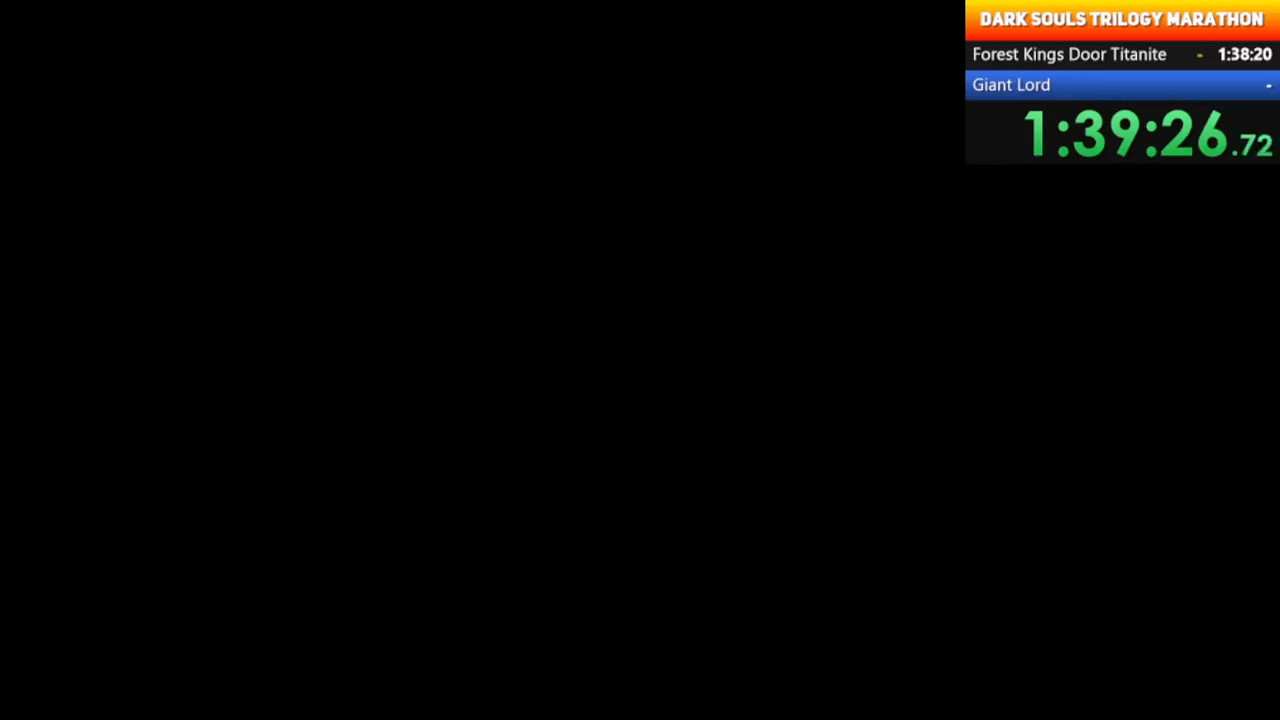 DARK SOULS TRILOGY MARATHON
Forest Kings Door Titanite - 1:38:20
Giant Lord -
1:39:26.72